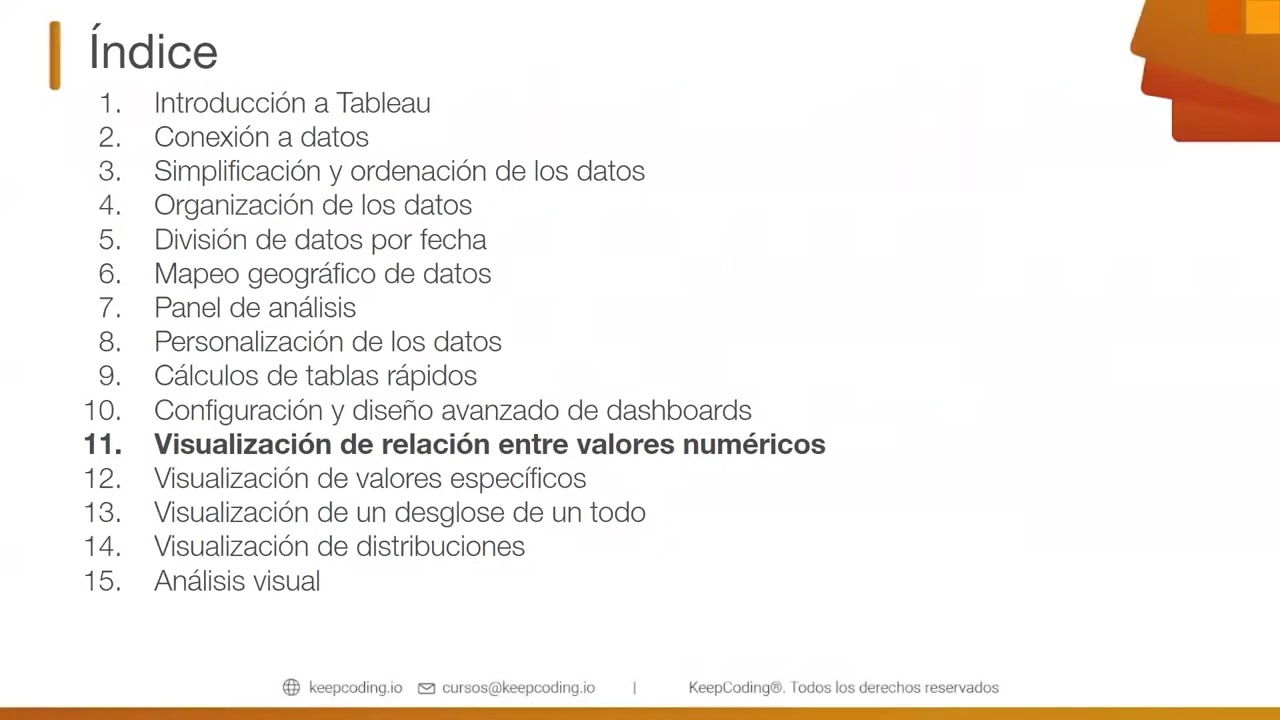 Índice
1. Introducción a Tableau
2. Conexión a datos
3. Simplificación y ordenación de los datos
4. Organización de los datos
5. División de datos por fecha
6. Mapeo geográfico de datos
7. Panel de análisis
8. Personalización de los datos
9. Cálculos de tablas rápidos
10. Configuración y diseño avanzado de dashboards
11. Visualización de relación entre valores numéricos
12. Visualización de valores específicos
13. Visualización de un desglose de un todo
14. Visualización de distribuciones
15. Análisis visual
keepcoding.io cursos@keepcoding.io | KeepCoding®. Todos los derechos reservados